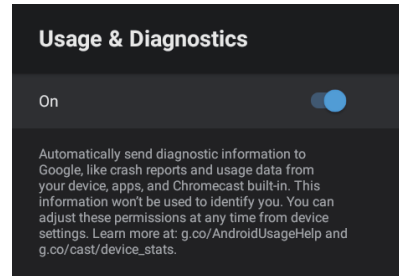 Usage & Diagnostics
On
Automatically send diagnostic information to
Google, like crash reports and usage data from
your device, apps, and Chromecast built-in. This
information won't be used to identify you. You can
adjust these permissions at any time from device
settings. Learn more at: g.co/AndroidUsageHelp and
g.co/cast/device_stats.